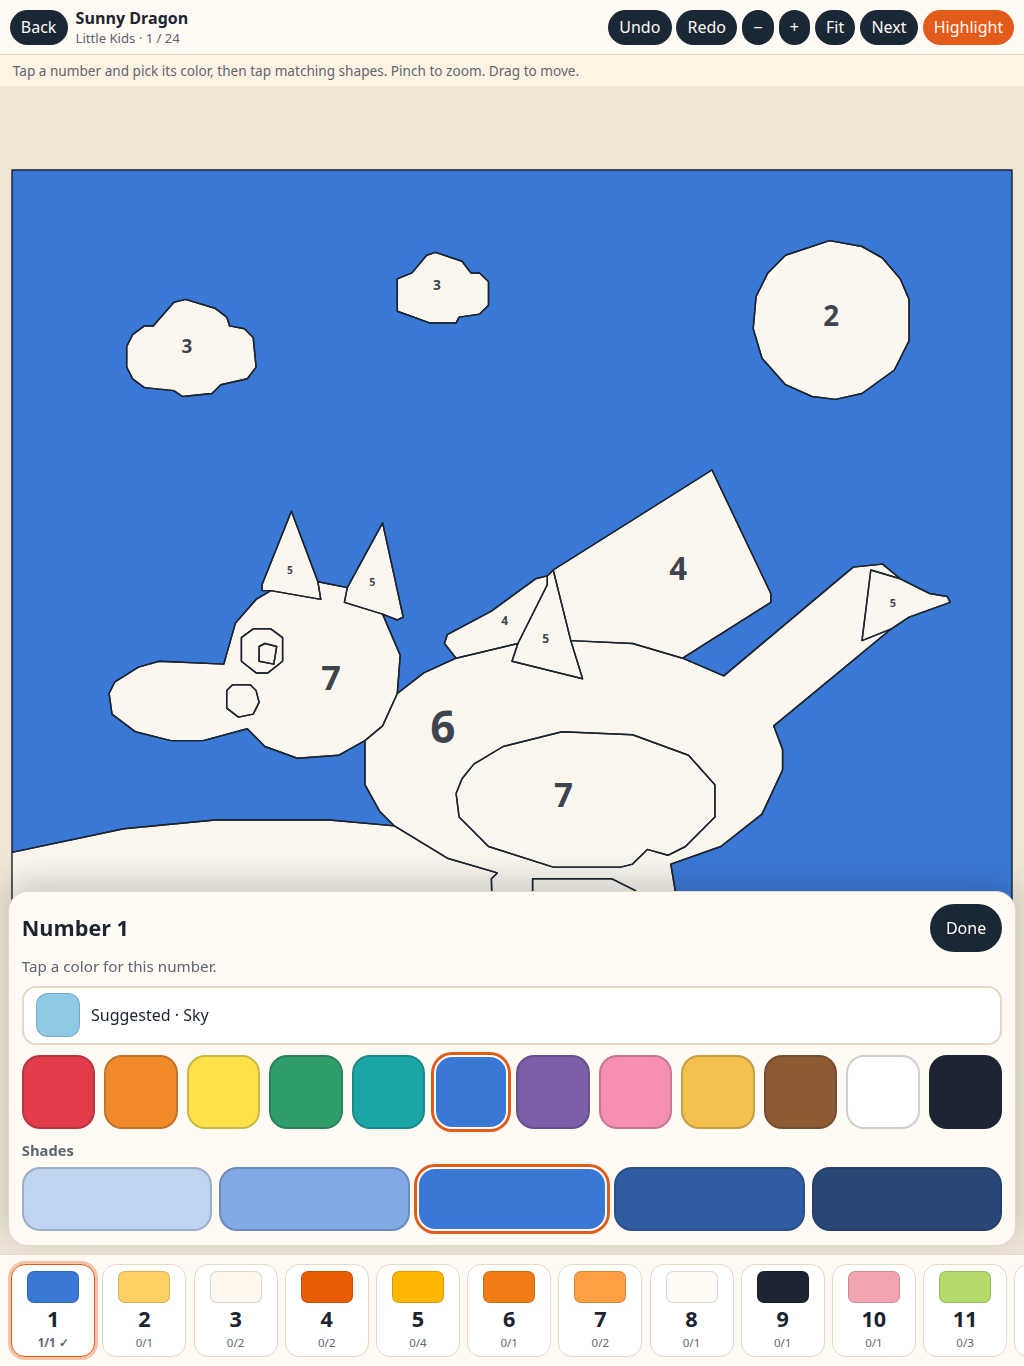 Back
Sunny Dragon
Little Kids · 1 / 24
Undo
Redo
−
+
Fit
Next
Highlight
Tap a number and pick its color, then tap matching shapes. Pinch to zoom. Drag to move.
3
3
2
5
5
4
5
4
5
7
6
7
Number 1
Done
Tap a color for this number.
Suggested · Sky
Shades
1
1/1 ✓
2
0/1
3
0/2
4
0/2
5
0/4
6
0/1
7
0/2
8
0/1
9
0/1
10
0/1
11
0/3